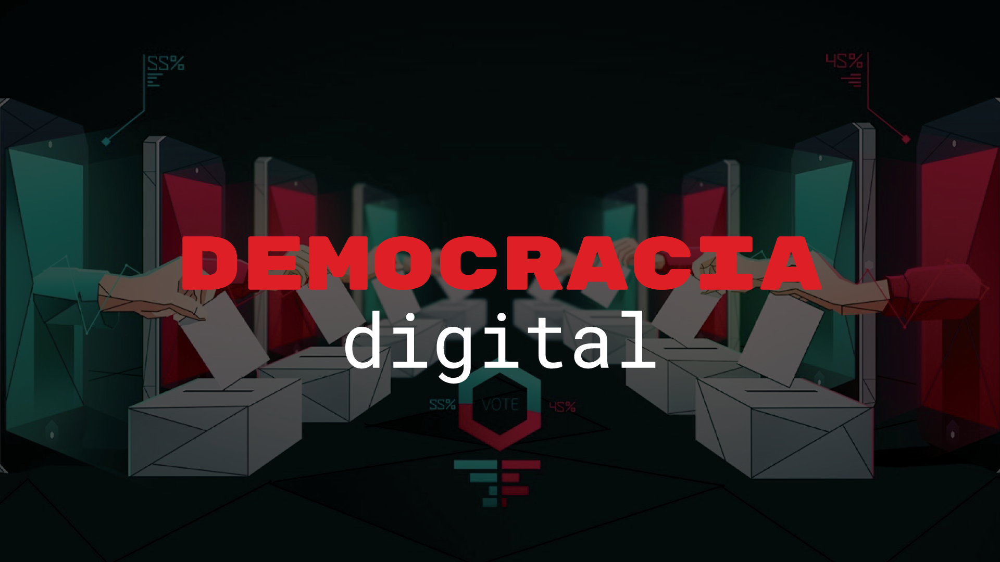 55%
45%
DEMOCRACIA
digital
55%
VOTE
45%